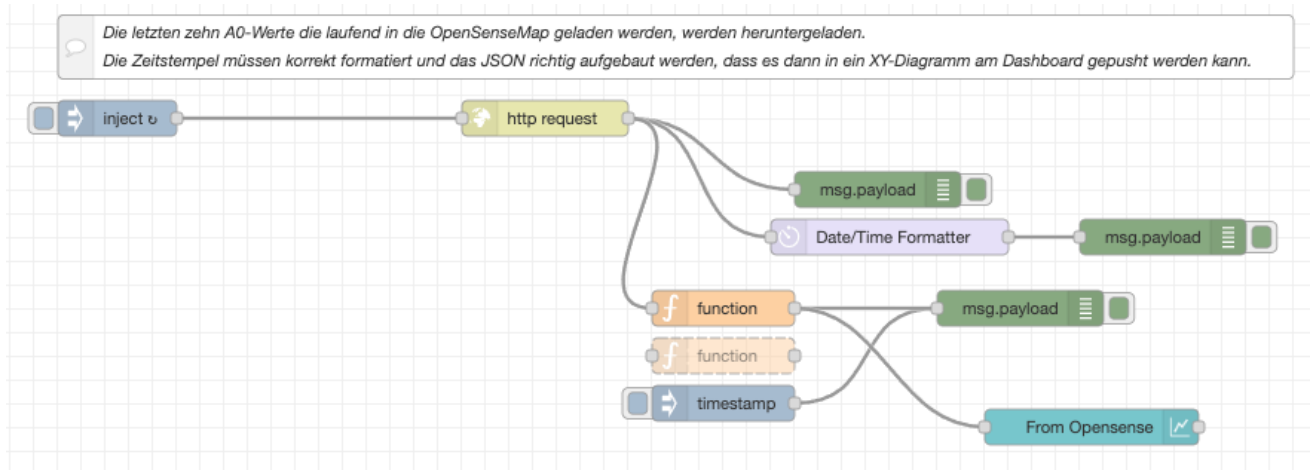 Die letzten zehn A0-Werte die laufend in die OpenSenseMap geladen werden, werden heruntergeladen.
Die Zeitstempel müssen korrekt formatiert und das JSON richtig aufgebaut werden, dass es dann in ein XY-Diagramm am Dashboard gepusht werden kann.
inject ↻
http request
msg.payload
Date/Time Formatter
msg.payload
function
msg.payload
function
timestamp
From Opensense